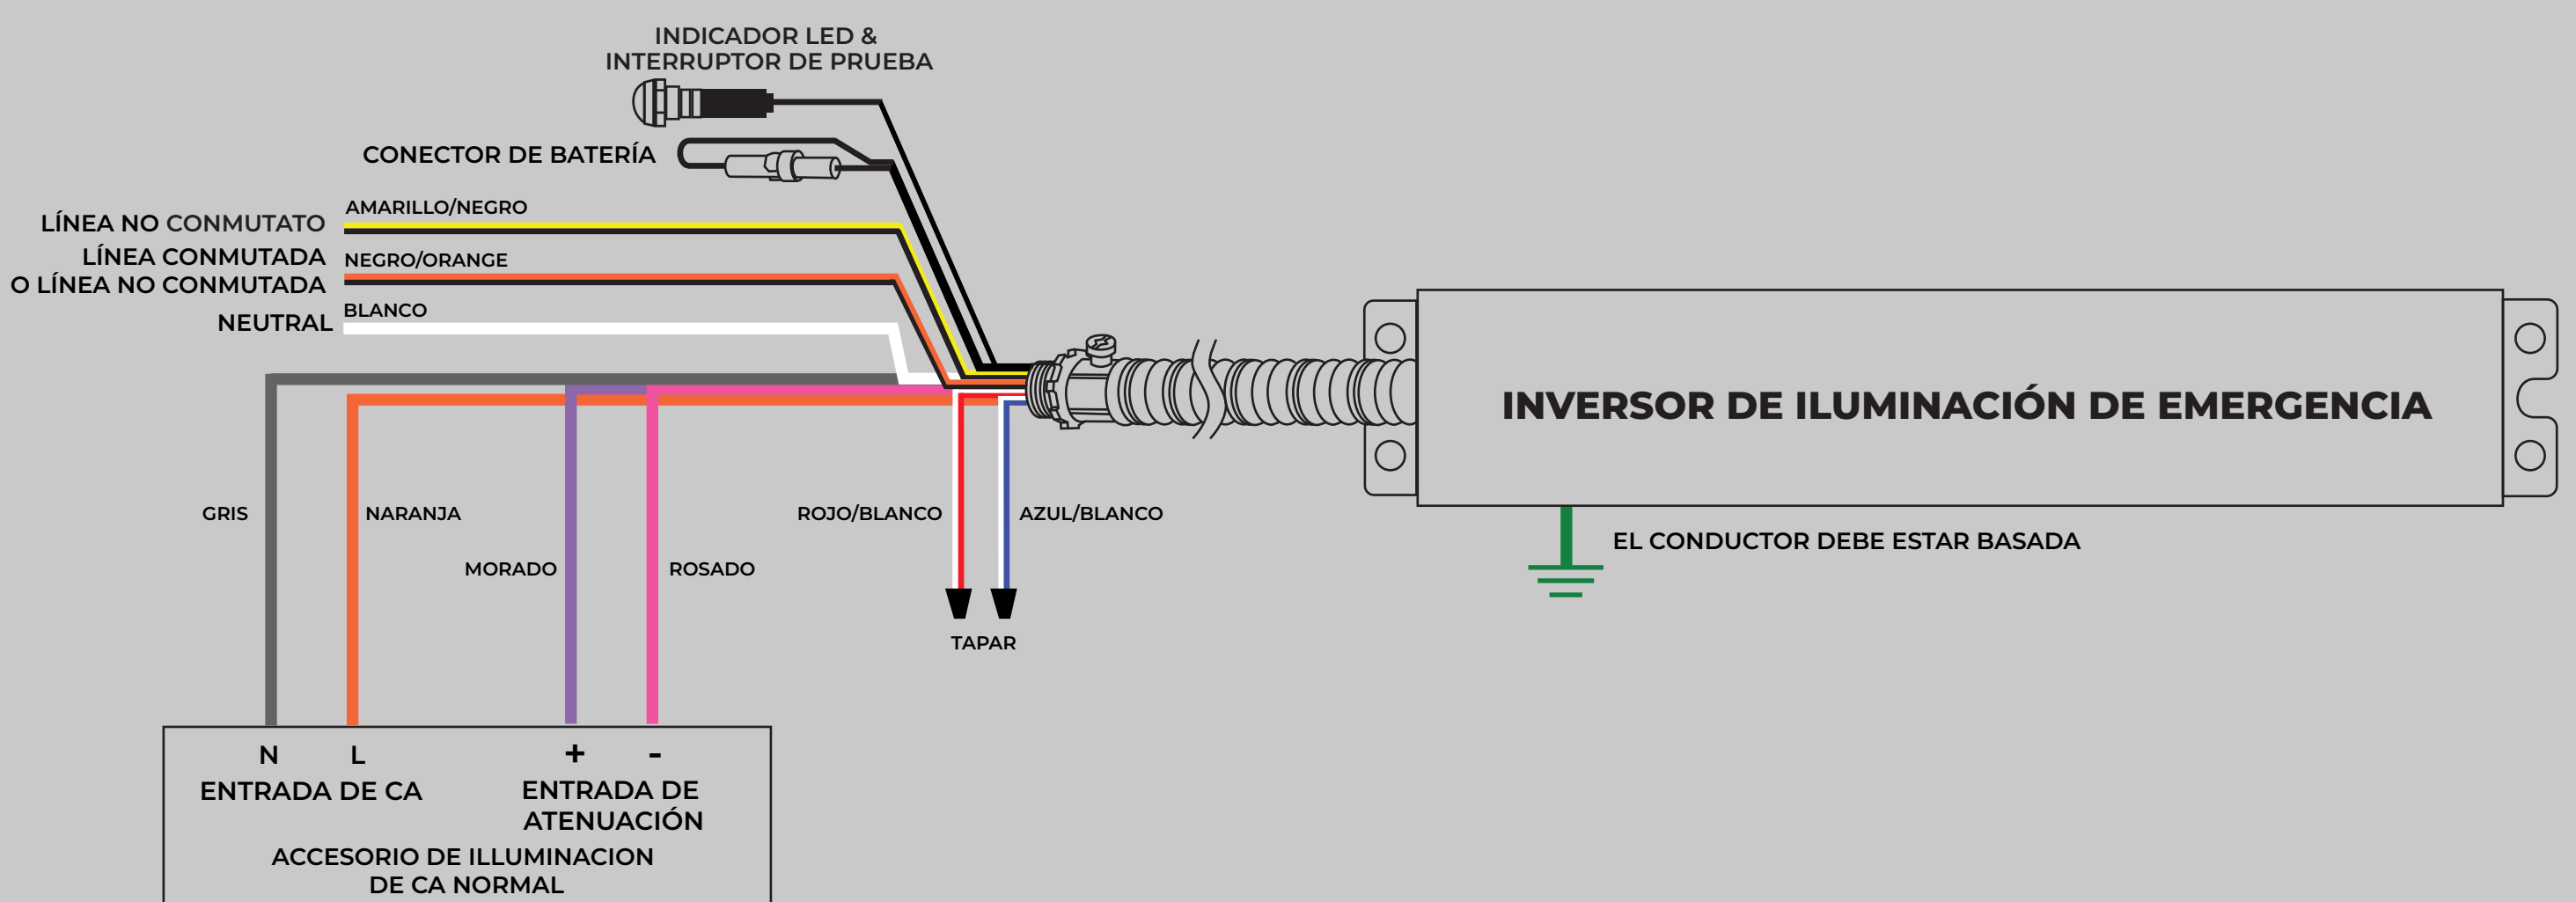 INDICADOR LED &
INTERRUPTOR DE PRUEBA
CONECTOR DE BATERÍA
AMARILLO/NEGRO
LÍNEA NO CONMUTATO
LÍNEA CONMUTADA
O LÍNEA NO CONMUTADA
NEGRO/ORANGE
BLANCO
NEUTRAL
INVERSOR DE ILUMINACIÓN DE EMERGENCIA
GRIS
NARANJA
MORADO
ROSADO
ROJO/BLANCO
AZUL/BLANCO
TAPAR
EL CONDUCTOR DEBE ESTAR BASADA
N L
ENTRADA DE CA
+ -
ENTRADA DE
ATENUACIÓN
ACCESORIO DE ILLUMINACION
DE CA NORMAL